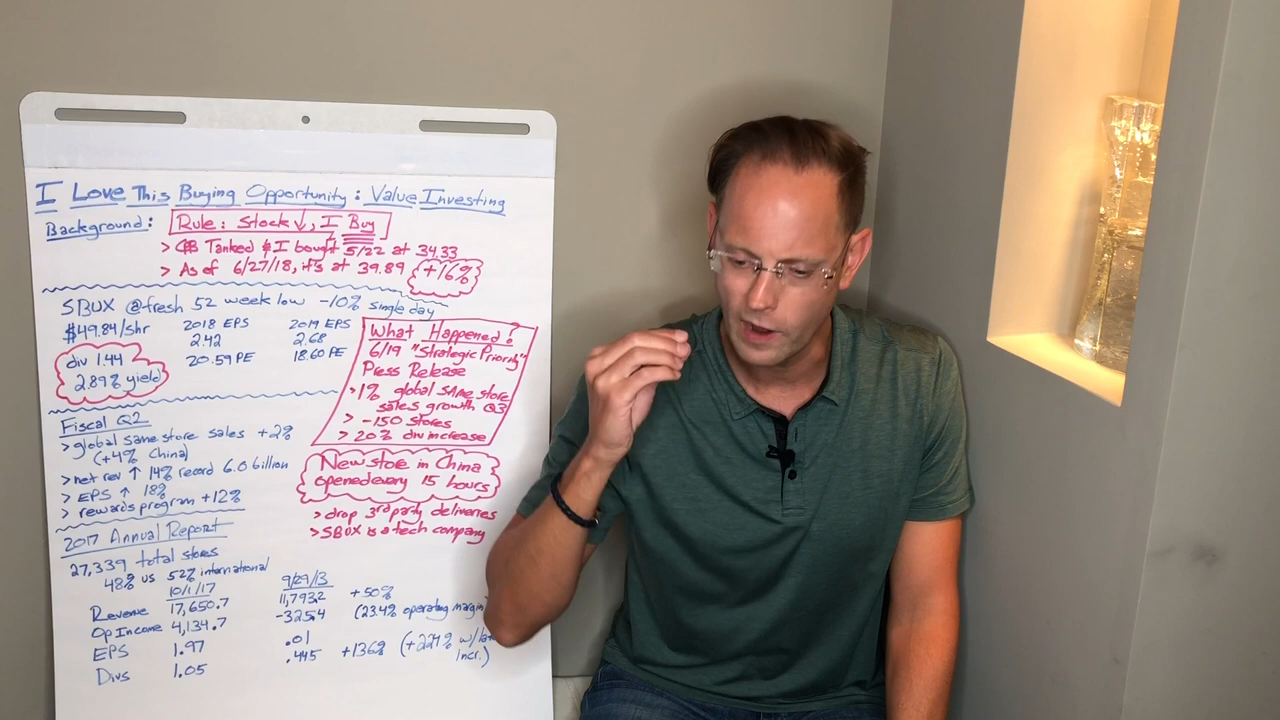 I Love This Buying Opportunity: Value Investing
Background: Rule: Stock ↓, I Buy
> CPB Tanked & I bought 5/22 at 34.33
> As of 6/27/18, it's at 39.89 +16%
SBUX @ fresh 52 week low -10% single day
$49.84/shr 2018 EPS 2019 EPS
2.42 2.68
div 1.44 20.59 PE 18.60 PE
2.89% yield
What Happened?
6/19 "Strategic Priority"
Press Release
>1% global same store
sales growth Q3
> -150 stores
> 20% div increase
Fiscal Q2
> global same store sales +2%
(+4% China)
> net rev ↑ 14% record 6.0 billion
> EPS ↑ 18%
> rewards program +12%
New store in China
opened every 15 hours
> drop 3rd party deliveries
> SBUX is a tech company
2017 Annual Report
27,339 total stores
48% US 52% international
10/1/17 9/29/13
Revenue 17,650.7 11,793.2 +50%
Op Income 4,134.7 -325.4 (23.4% operating margin)
EPS 1.97 .01
Divs 1.05 .445 +136% (+224% w/
incr.)